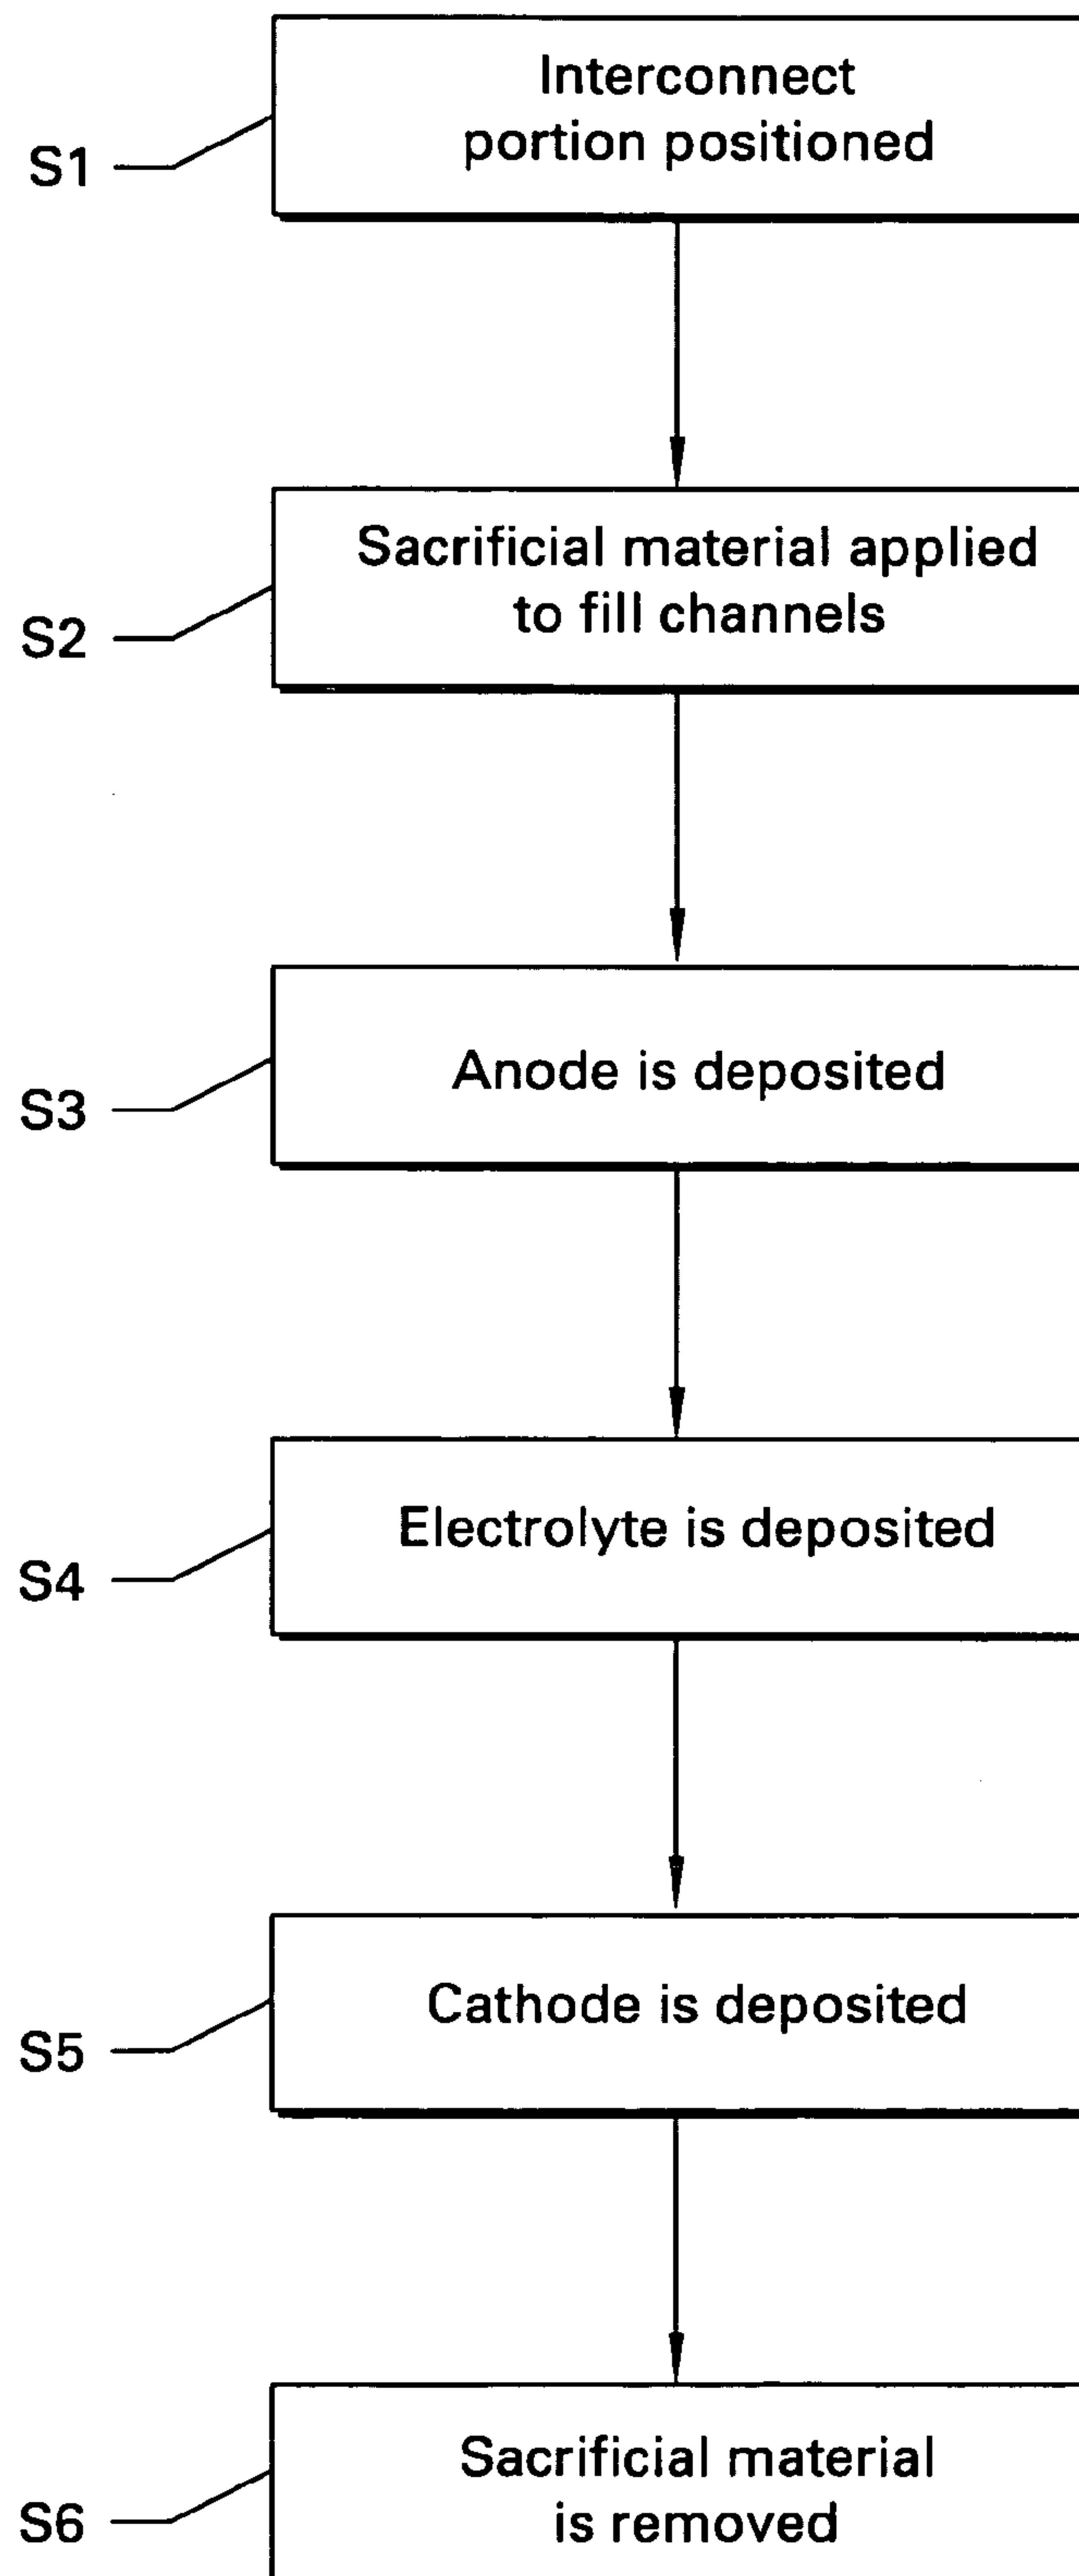 Interconnect
portion positioned
S1
Sacrificial material applied
to fill channels
S2
Anode is deposited
S3
Electrolyte is deposited
S4
Cathode is deposited
S5
Sacrificial material
is removed
S6